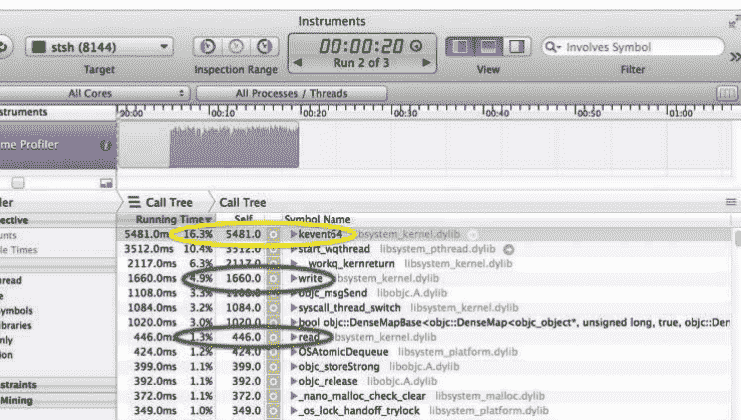 Instruments
stsh (8144)
00:00:20
Run 2 of 3
Involves Symbol
Target
Inspection Range
View
Filter
All Cores
All Processes / Threads
struments
00:00 00:10 00:20 00:30 00:40 00:50 01:00
me Profiler
Call Tree Call Tree
Running Time Self Symbol Name
5481.0ms 16.3% 5481.0 kevent64 libsystem_kernel.dylib
3512.0ms 10.4% 3512.0 start_wqthread libsystem_pthread.dylib
2117.0ms 6.3% 2117.0 __workq_kernreturn libsystem_kernel.dylib
1660.0ms 4.9% 1660.0 write libsystem_kernel.dylib
1108.0ms 3.3% 1108.0 objc_msgSend libobjc.A.dylib
1084.0ms 3.2% 1084.0 syscall_thread_switch libsystem_kernel.dylib
1020.0ms 3.0% 1020.0 bool objc::DenseMapBase<objc::DenseMap<objc_object*, unsigned long, true, objc::Den
446.0ms 1.3% 446.0 read libsystem_kernel.dylib
424.0ms 1.2% 424.0 OSAtomicDequeue libsystem_platform.dylib
399.0ms 1.1% 399.0 objc_storeStrong libobjc.A.dylib
392.0ms 1.1% 392.0 objc_release libobjc.A.dylib
372.0ms 1.1% 372.0 _nano_malloc_check_clear libsystem_malloc.dylib
349.0ms 1.0% 349.0 _os_lock_handoff_trylock libsystem_platform.dylib
ler
ective
unts
le Times
read
e
ymbols
ibraries
nly
ion
straints
Mining